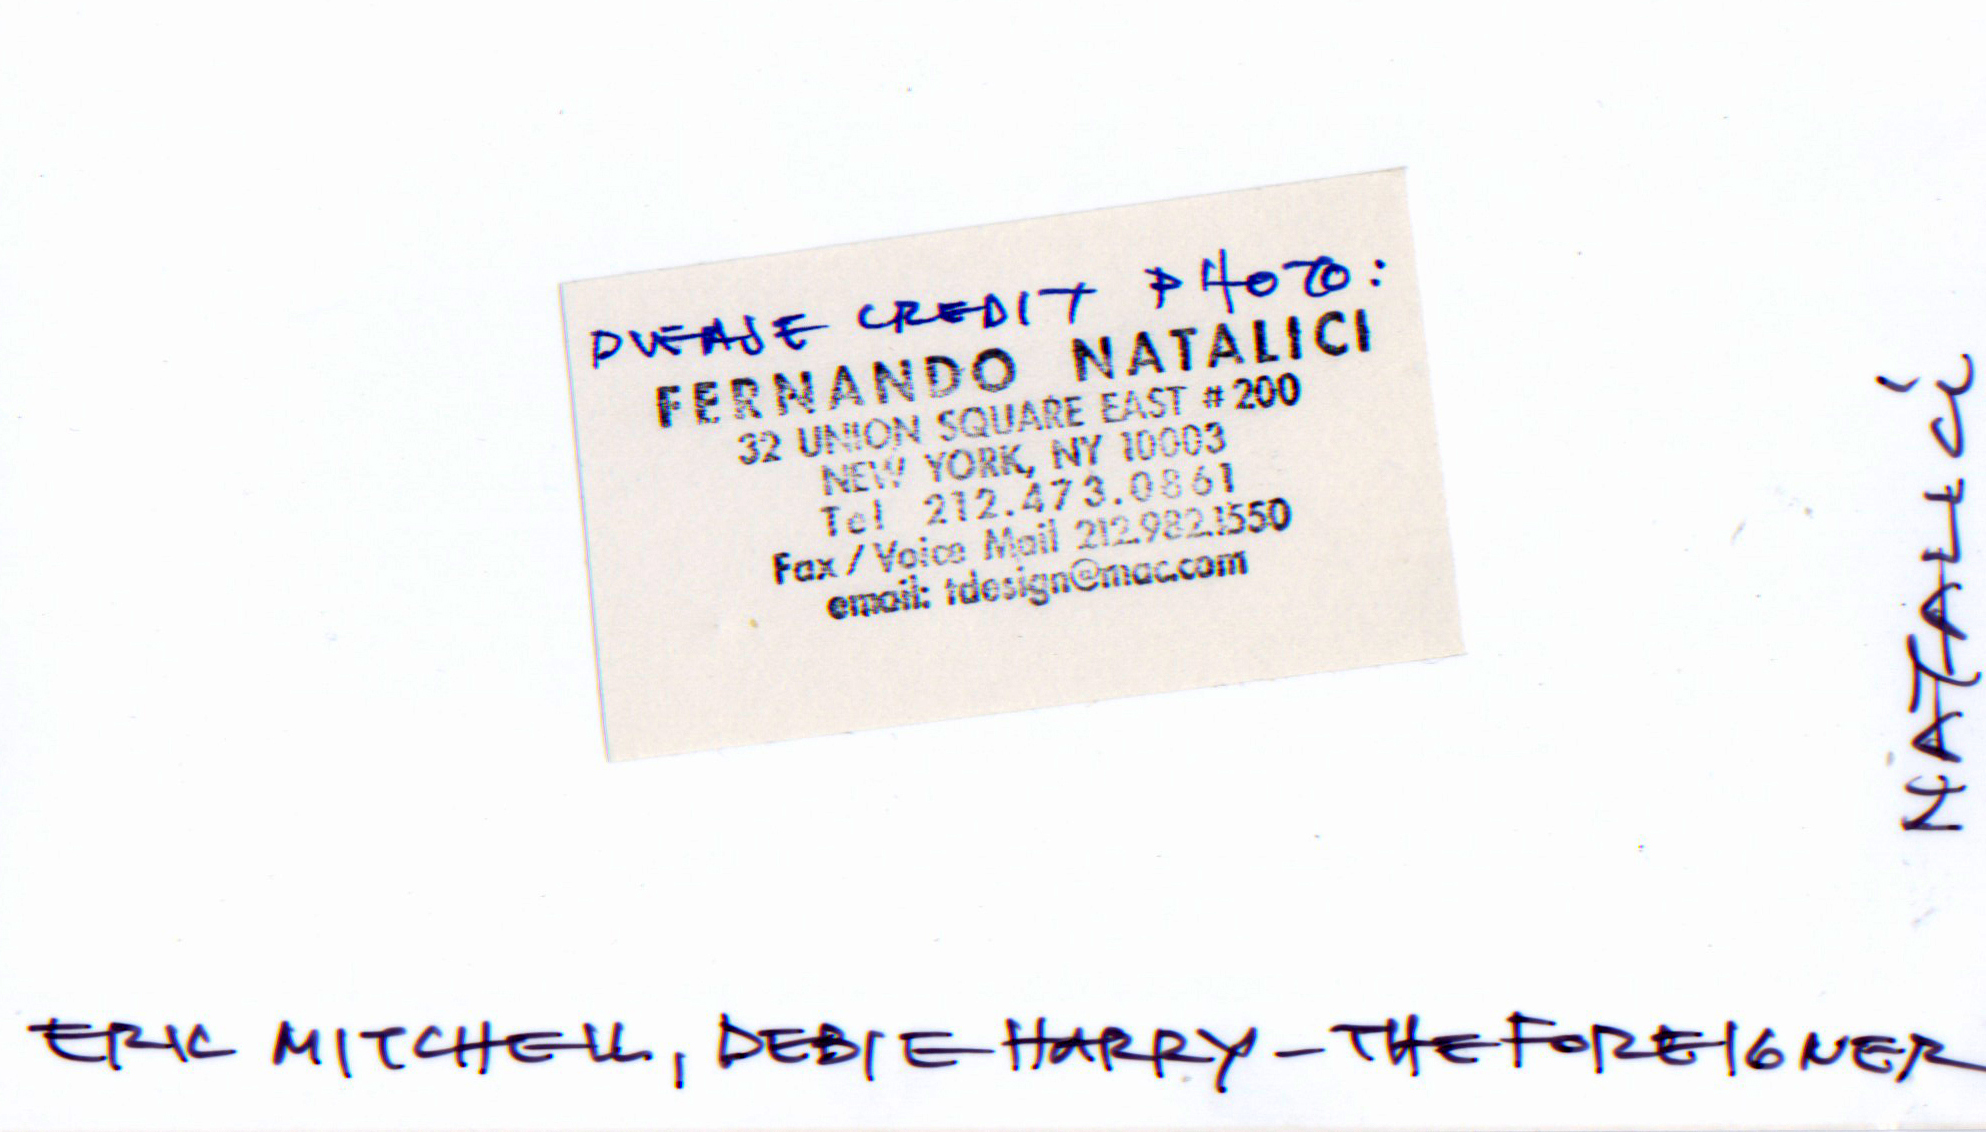 PLEASE CREDIT PHOTO:
FERNANDO NATALICI
32 UNION SQUARE EAST #200
NEW YORK, NY 10003
Tel 212.473.0861
Fax / Voice Mail 212.982.1550
email: tdesign@mac.com
NATALICI
ERIC MITCHELL, DEBIE HARRY - THE FOREIGNER